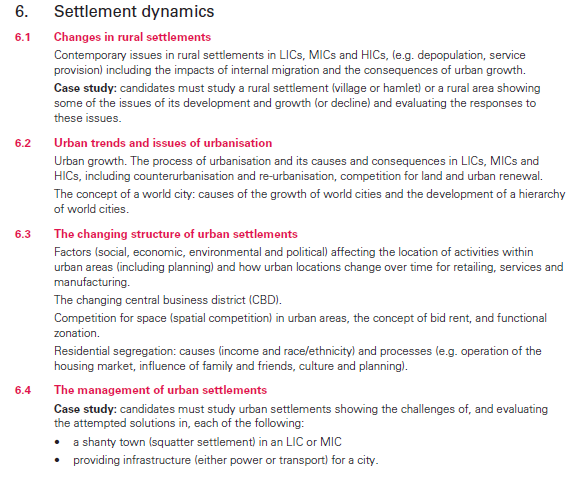 6. Settlement dynamics
6.1 Changes in rural settlements
Contemporary issues in rural settlements in LICs, MICs and HICs, (e.g. depopulation, service
provision) including the impacts of internal migration and the consequences of urban growth.
Case study: candidates must study a rural settlement (village or hamlet) or a rural area showing
some of the issues of its development and growth (or decline) and evaluating the responses to
these issues.
6.2 Urban trends and issues of urbanisation
Urban growth. The process of urbanisation and its causes and consequences in LICs, MICs and
HICs, including counterurbanisation and re-urbanisation, competition for land and urban renewal.
The concept of a world city: causes of the growth of world cities and the development of a hierarchy
of world cities.
6.3 The changing structure of urban settlements
Factors (social, economic, environmental and political) affecting the location of activities within
urban areas (including planning) and how urban locations change over time for retailing, services and
manufacturing.
The changing central business district (CBD).
Competition for space (spatial competition) in urban areas, the concept of bid rent, and functional
zonation.
Residential segregation: causes (income and race/ethnicity) and processes (e.g. operation of the
housing market, influence of family and friends, culture and planning).
6.4 The management of urban settlements
Case study: candidates must study urban settlements showing the challenges of, and evaluating
the attempted solutions in, each of the following:
• a shanty town (squatter settlement) in an LIC or MIC
• providing infrastructure (either power or transport) for a city.